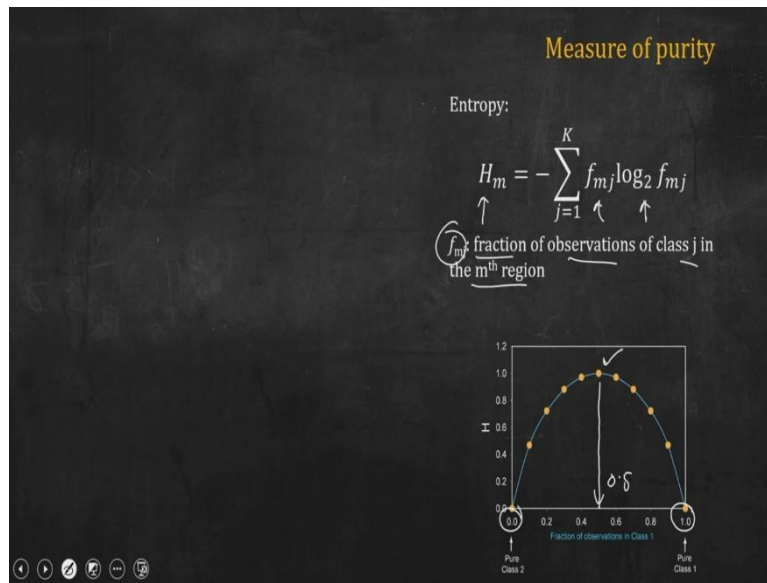 Measure of purity
Entropy:
K
H_m = − ∑ f_mj log₂ f_mj
j=1
f_mj: fraction of observations of class j in
the mᵗʰ region
1.2
1.0
0.8
0.6
0.4
0.2
0.0
H
0.5
0.0 0.2 0.4 0.6 0.8 1.0
Fraction of observations in Class 1
Pure Pure
Class 2 Class 1